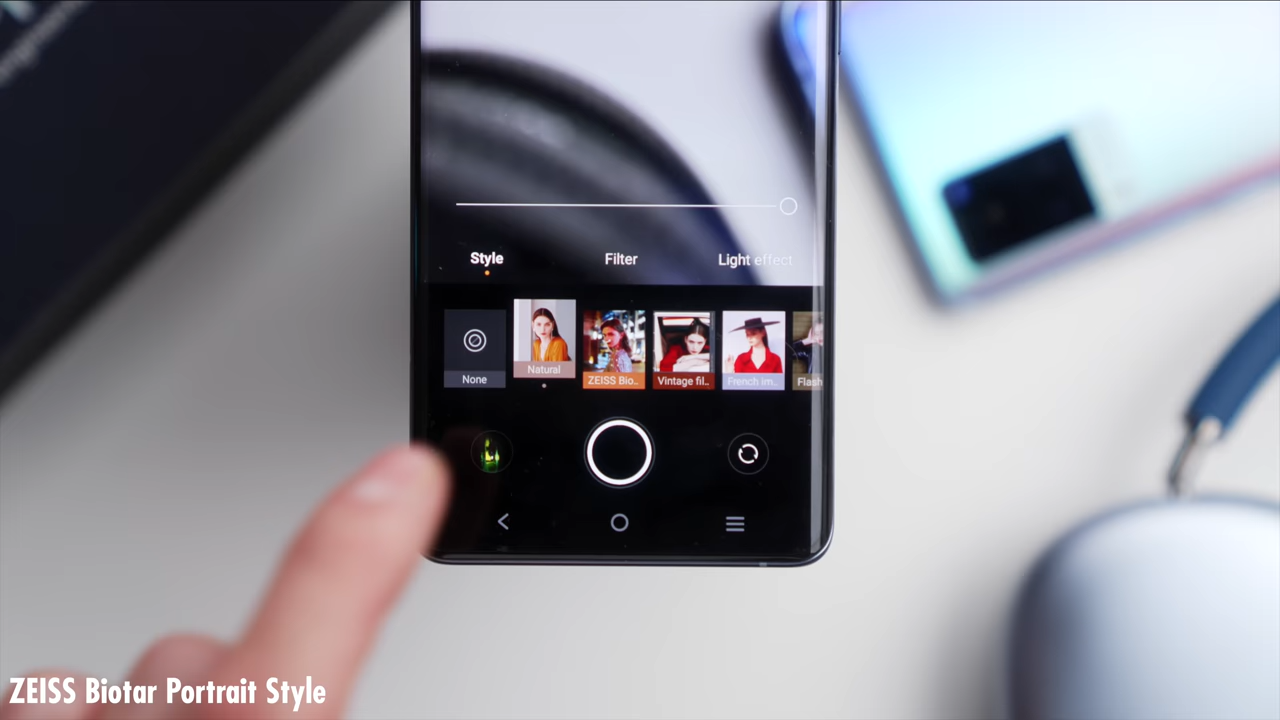 Style
Filter
Light effect
None
Natural
ZEISS Bio..
Vintage fil..
French im..
Flash
ZEISS Biotar Portrait Style